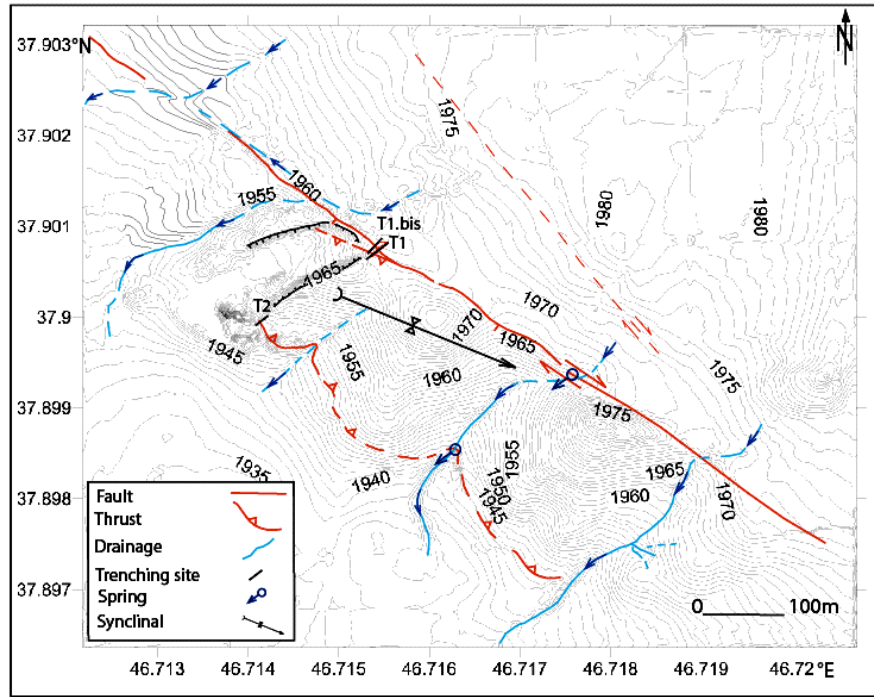 37.903°N
N
1975
37.902
1960
1955
1980
1980
T1.bis
37.901
T1
1965
1970
T2
1970
37.9
1965
1945
1955
1975
1960
37.899
1975
1955
1965
1935
1940
1950
1960
37.898
1945
1970
Fault
Thrust
Drainage
Trenching site
Spring
Synclinal
37.897
0 100m
46.713 46.714 46.715 46.716 46.717 46.718 46.719 46.72 °E